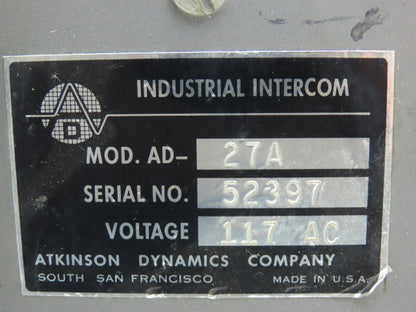 AD
INDUSTRIAL INTERCOM
MOD. AD- 27A
SERIAL NO. 52397
VOLTAGE 117 AC
ATKINSON DYNAMICS COMPANY
SOUTH SAN FRANCISCO MADE IN U.S.A.